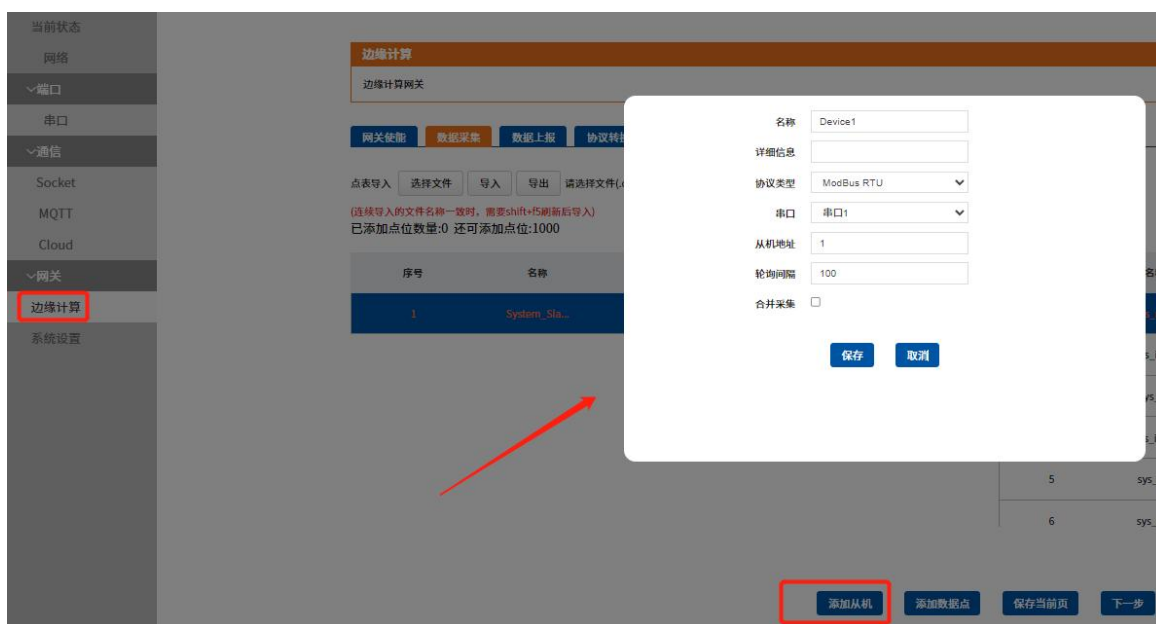 当前状态
网络
端口
串口
通信
Socket
MQTT
Cloud
网关
边缘计算
系统设置
边缘计算
边缘计算网关
网关使能 数据采集 数据上报 协议转换
点表导入 选择文件 导入 导出 请选择文件(.
(连续导入的文件名称一致时，需要shift+f5刷新后导入)
已添加点位数量:0 还可添加点位:1000
序号 名称
1 System_Sla...
名称 Device1
详细信息
协议类型 ModBus RTU
串口 串口1
从机地址 1
轮询间隔 100
合并采集
保存 取消
5 sys_
6 sys_
添加从机 添加数据点 保存当前页 下一步